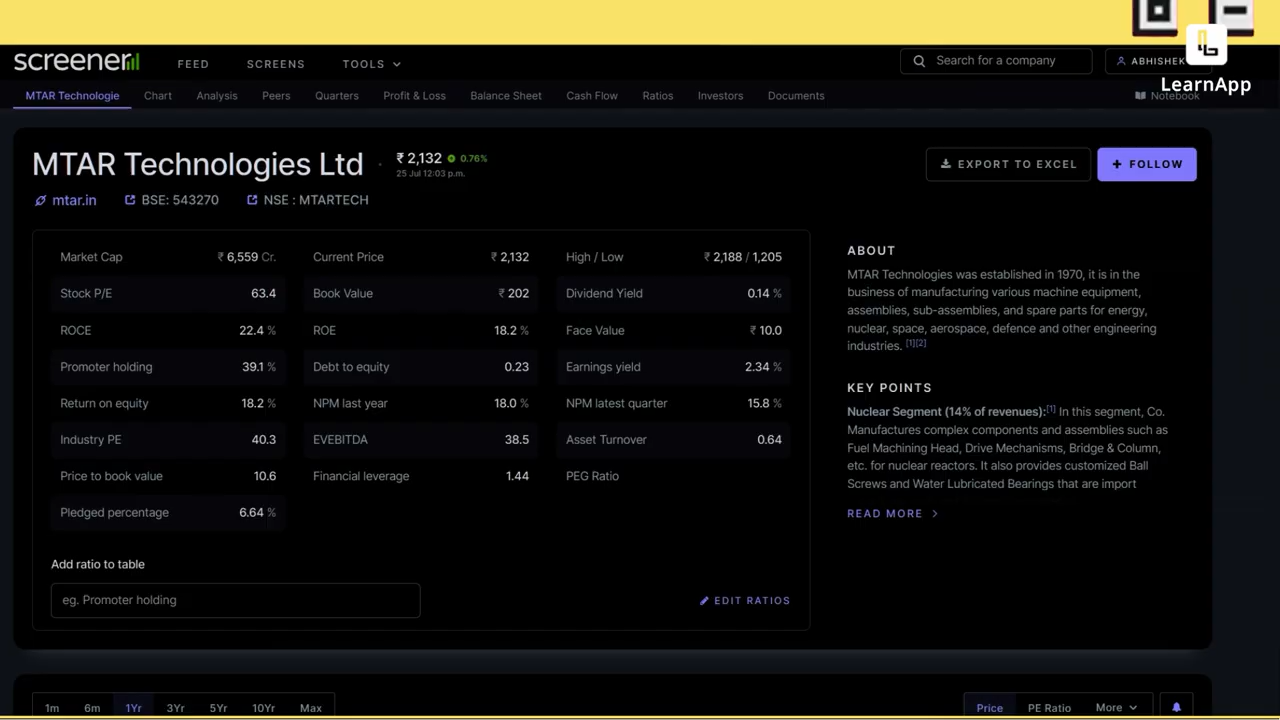 screener
FEED
SCREENS
TOOLS
Search for a company
ABHISHEK
LearnApp
MTAR Technologie
Chart
Analysis
Peers
Quarters
Profit & Loss
Balance Sheet
Cash Flow
Ratios
Investors
Documents
Notebook
MTAR Technologies Ltd
₹ 2,132 0.76%
25 Jul 12:03 p.m.
EXPORT TO EXCEL
+ FOLLOW
mtar.in
BSE: 543270
NSE : MTARTECH
Market Cap ₹ 6,559 Cr.
Current Price ₹ 2,132
High / Low ₹ 2,188 / 1,205
Stock P/E 63.4
Book Value ₹ 202
Dividend Yield 0.14 %
ROCE 22.4 %
ROE 18.2 %
Face Value ₹ 10.0
Promoter holding 39.1 %
Debt to equity 0.23
Earnings yield 2.34 %
Return on equity 18.2 %
NPM last year 18.0 %
NPM latest quarter 15.8 %
Industry PE 40.3
EVEBITDA 38.5
Asset Turnover 0.64
Price to book value 10.6
Financial leverage 1.44
PEG Ratio
Pledged percentage 6.64 %
Add ratio to table
eg. Promoter holding
EDIT RATIOS
ABOUT
MTAR Technologies was established in 1970, it is in the
business of manufacturing various machine equipment,
assemblies, sub-assemblies, and spare parts for energy,
nuclear, space, aerospace, defence and other engineering
industries. [1][2]
KEY POINTS
Nuclear Segment (14% of revenues):[1] In this segment, Co.
Manufactures complex components and assemblies such as
Fuel Machining Head, Drive Mechanisms, Bridge & Column,
etc. for nuclear reactors. It also provides customized Ball
Screws and Water Lubricated Bearings that are import
READ MORE
1m
6m
1Yr
3Yr
5Yr
10Yr
Max
Price
PE Ratio
More